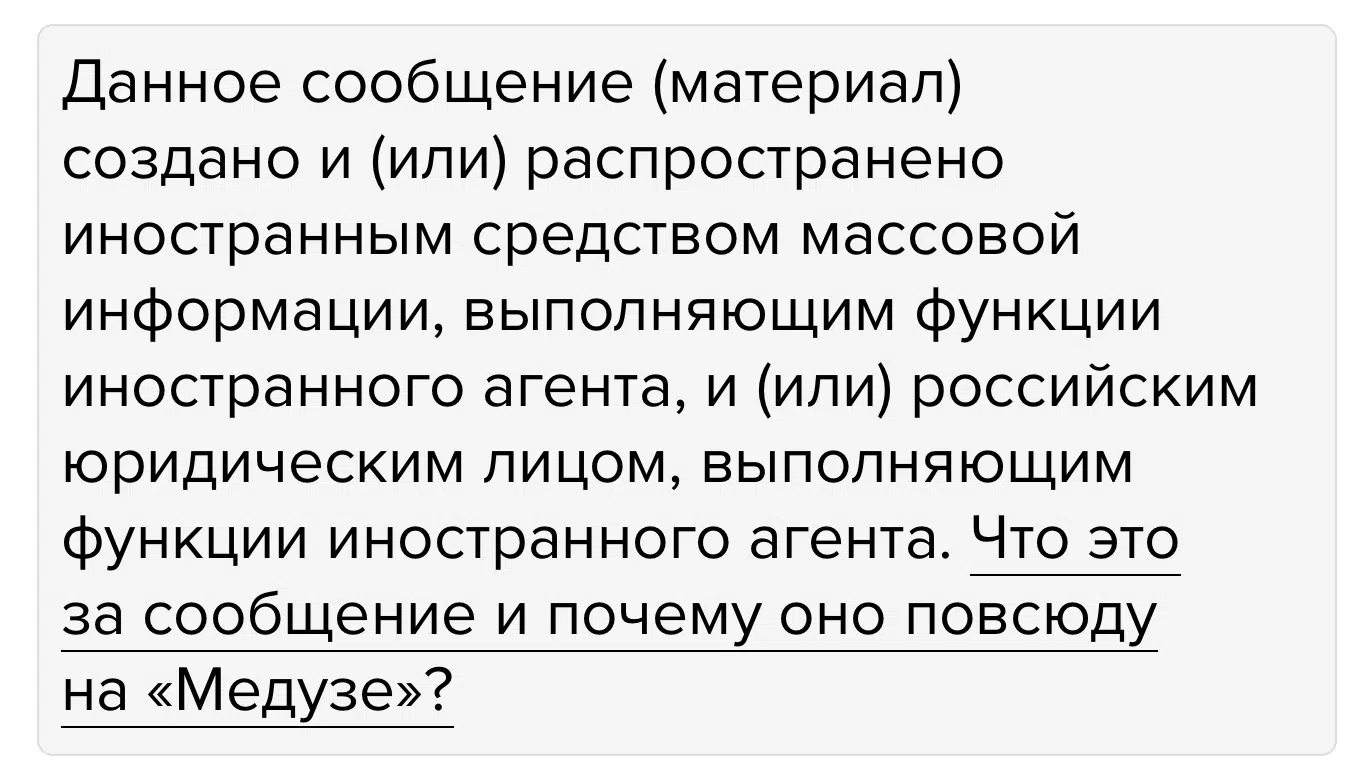 Данное сообщение (материал)
создано и (или) распространено
иностранным средством массовой
информации, выполняющим функции
иностранного агента, и (или) российским
юридическим лицом, выполняющим
функции иностранного агента. Что это
за сообщение и почему оно повсюду
на «Медузе»?